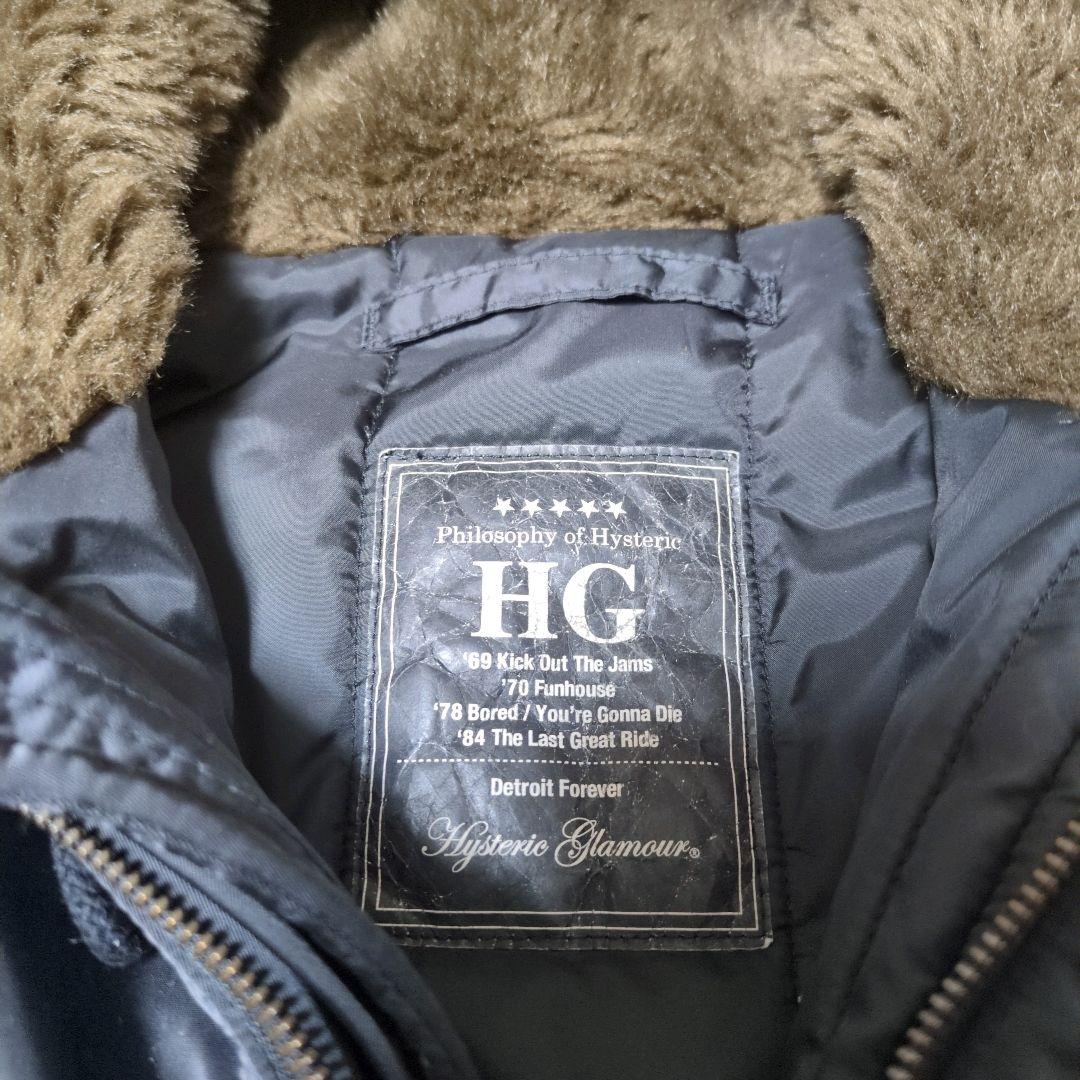 ★★★★★
Philosophy of Hysteric
HG
'69 Kick Out The Jams
'70 Funhouse
'78 Bored / You're Gonna Die
'84 The Last Great Ride
Detroit Forever
Hysteric Glamour®